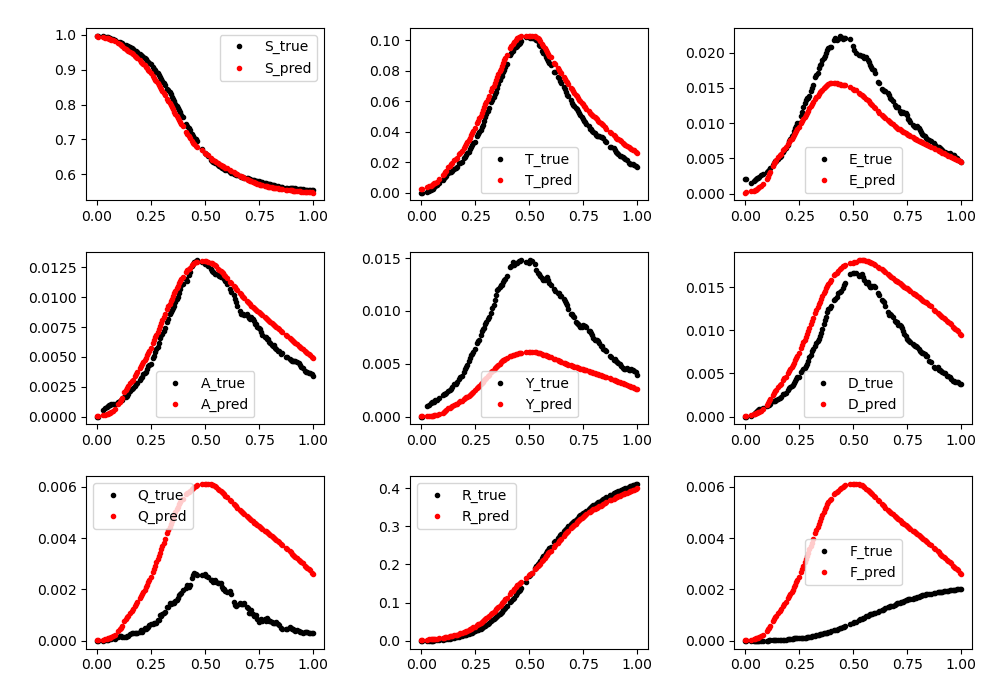 1.0
0.9
0.8
0.7
0.6
S_true
S_pred
0.00 0.25 0.50 0.75 1.00
0.10
0.08
0.06
0.04
0.02
0.00
T_true
T_pred
0.00 0.25 0.50 0.75 1.00
0.020
0.015
0.010
0.005
0.000
E_true
E_pred
0.00 0.25 0.50 0.75 1.00
0.0125
0.0100
0.0075
0.0050
0.0025
0.0000
A_true
A_pred
0.00 0.25 0.50 0.75 1.00
0.015
0.010
0.005
0.000
Y_true
Y_pred
0.00 0.25 0.50 0.75 1.00
0.015
0.010
0.005
0.000
D_true
D_pred
0.00 0.25 0.50 0.75 1.00
0.006
0.004
0.002
0.000
Q_true
Q_pred
0.00 0.25 0.50 0.75 1.00
0.4
0.3
0.2
0.1
0.0
R_true
R_pred
0.00 0.25 0.50 0.75 1.00
0.006
0.004
0.002
0.000
F_true
F_pred
0.00 0.25 0.50 0.75 1.00